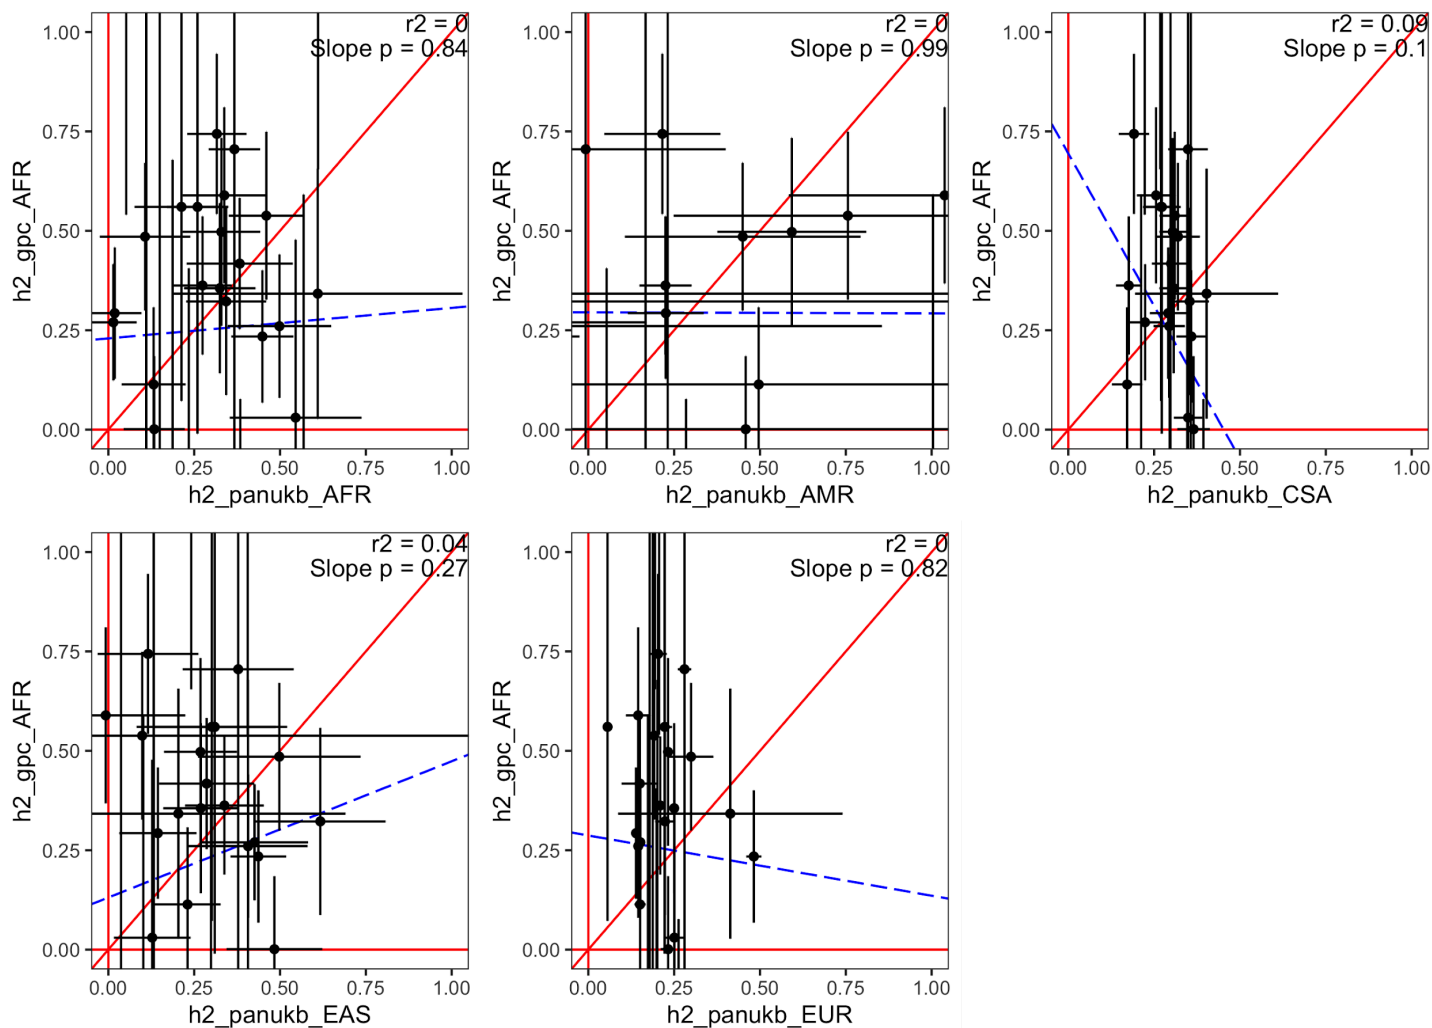 r2 = 0
Slope p = 0.84
1.00
0.75
0.50
0.25
0.00
h2_gpc_AFR
0.00 0.25 0.50 0.75 1.00
h2_panukb_AFR
r2 = 0
Slope p = 0.99
1.00
0.75
0.50
0.25
0.00
h2_gpc_AFR
0.00 0.25 0.50 0.75 1.00
h2_panukb_AMR
r2 = 0.09
Slope p = 0.1
1.00
0.75
0.50
0.25
0.00
h2_gpc_AFR
0.00 0.25 0.50 0.75 1.00
h2_panukb_CSA
r2 = 0.04
Slope p = 0.27
1.00
0.75
0.50
0.25
0.00
h2_gpc_AFR
0.00 0.25 0.50 0.75 1.00
h2_panukb_EAS
r2 = 0
Slope p = 0.82
1.00
0.75
0.50
0.25
0.00
h2_gpc_AFR
0.00 0.25 0.50 0.75 1.00
h2_panukb_EUR